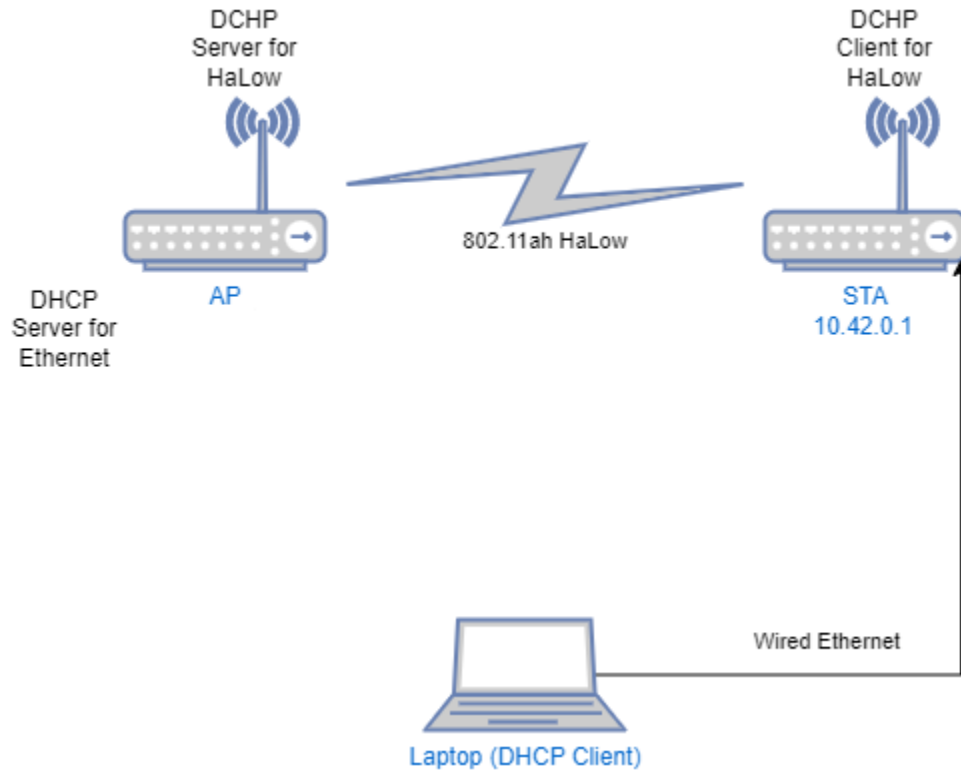 DCHP
Server for
HaLow
DCHP
Client for
HaLow
802.11ah HaLow
AP
STA
10.42.0.1
DHCP
Server for
Ethernet
Wired Ethernet
Laptop (DHCP Client)